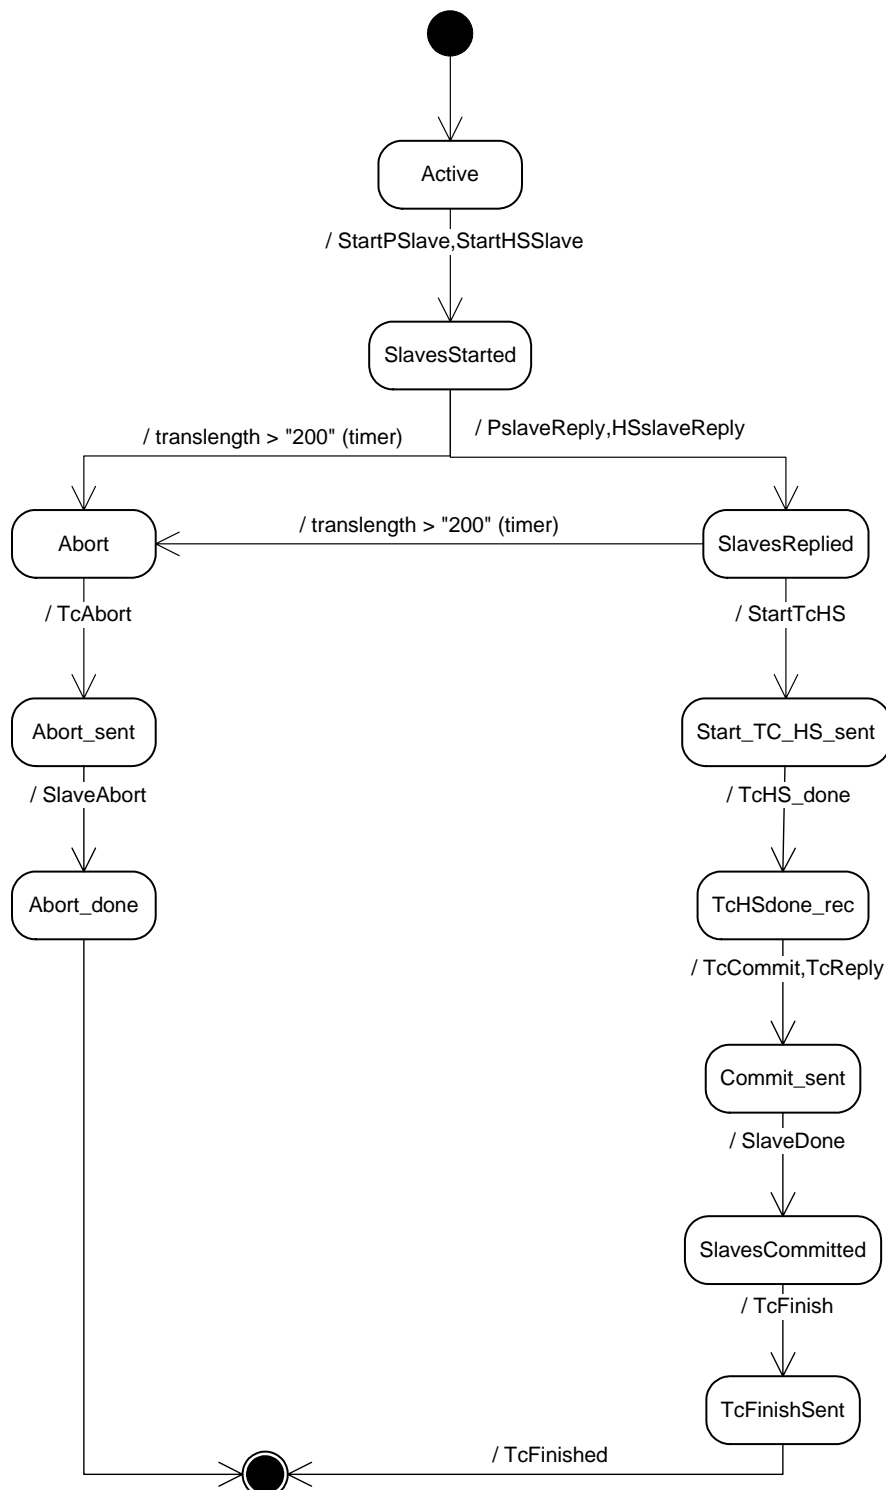 Active
/ StartPSlave,StartHSSlave
SlavesStarted
/ translength > "200" (timer)
/ PslaveReply,HSslaveReply
Abort
/ translength > "200" (timer)
SlavesReplied
/ TcAbort
/ StartTcHS
Abort_sent
Start_TC_HS_sent
/ SlaveAbort
/ TcHS_done
Abort_done
TcHSdone_rec
/ TcCommit,TcReply
Commit_sent
/ SlaveDone
SlavesCommitted
/ TcFinish
TcFinishSent
/ TcFinished